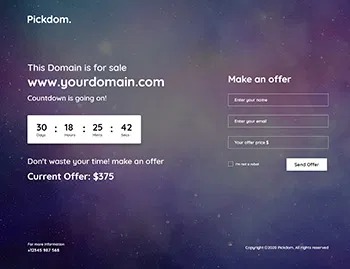 Pickdom.
This Domain is for sale
www.yourdomain.com
Countdown is going on!
30 : 18 : 25 : 42
Days Hours Mints Secs
Don't waste your time! make an offer
Current Offer: $375
Make an offer
Enter your name
Enter your email
Your offer price $
I'm not a robot
Send Offer
For more information
+12345 987 568
Copyright ©2020 Pickdom. All rights reserved